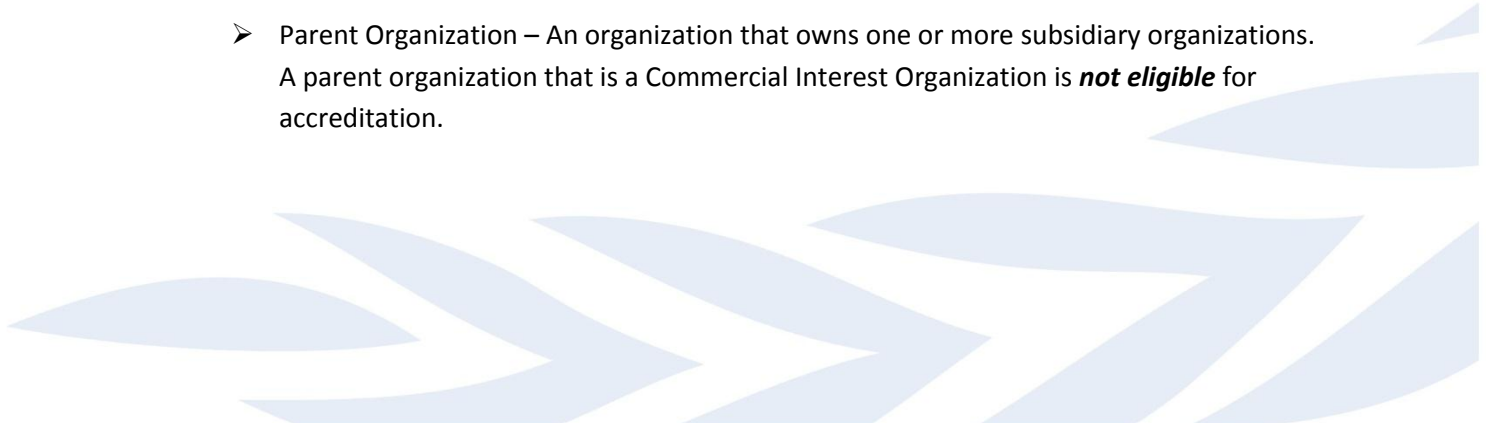 ➢ Parent Organization – An organization that owns one or more subsidiary organizations.
A parent organization that is a Commercial Interest Organization is not eligible for
accreditation.